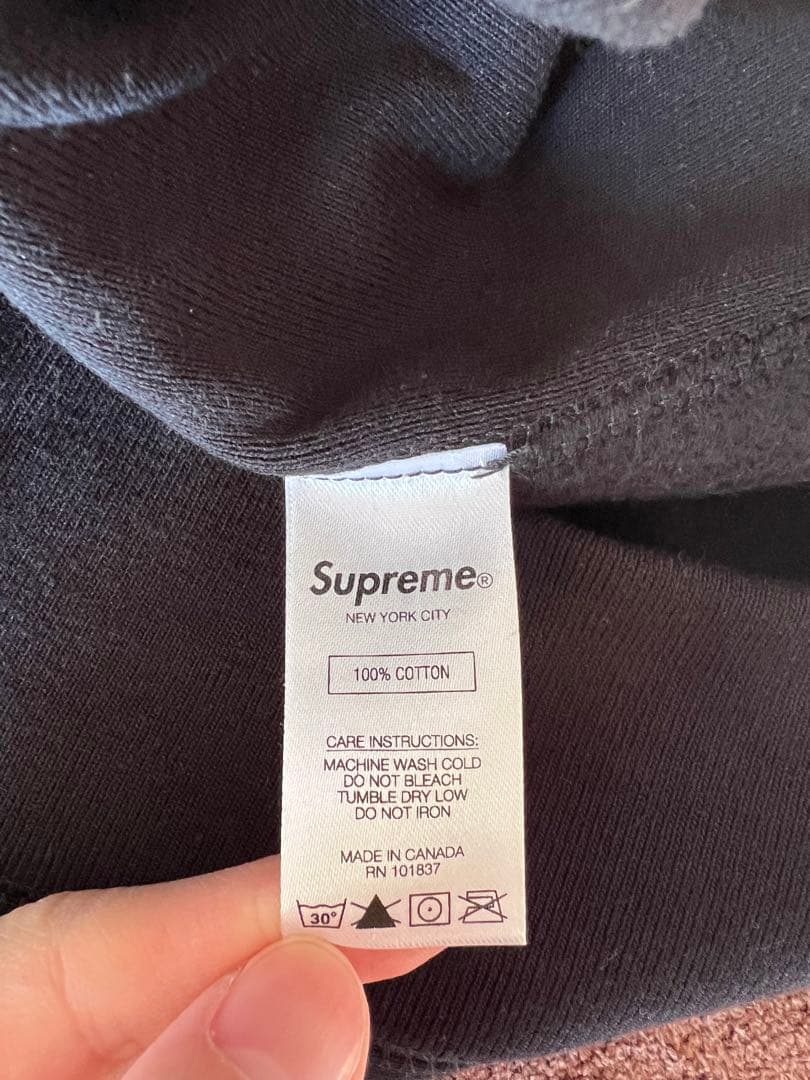 Supreme®
NEW YORK CITY
100% COTTON
CARE INSTRUCTIONS:
MACHINE WASH COLD
DO NOT BLEACH
TUMBLE DRY LOW
DO NOT IRON
MADE IN CANADA
RN 101837
30°